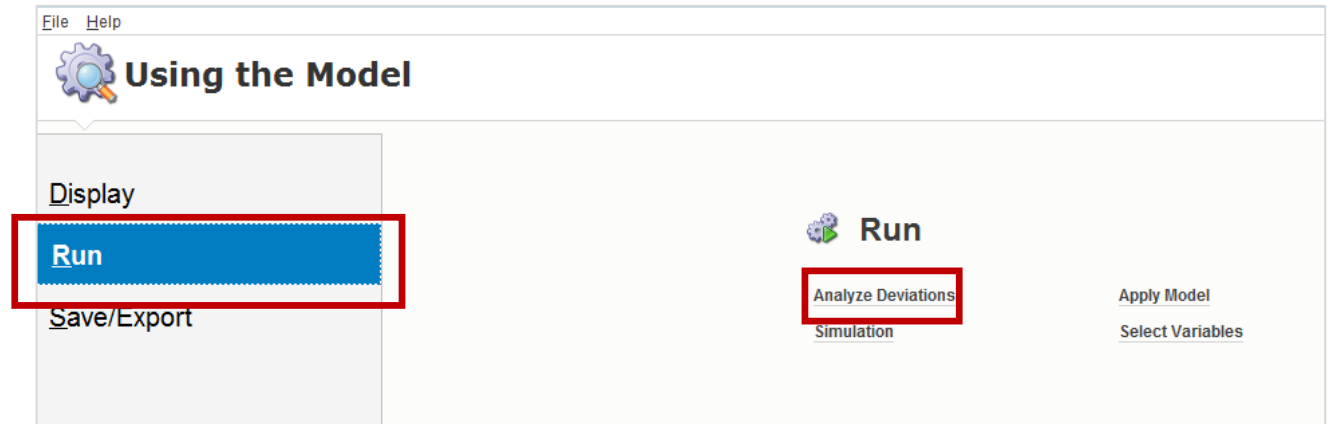 File Help
Using the Model
Display
Run
Save/Export
Run
Analyze Deviations Apply Model
Simulation Select Variables